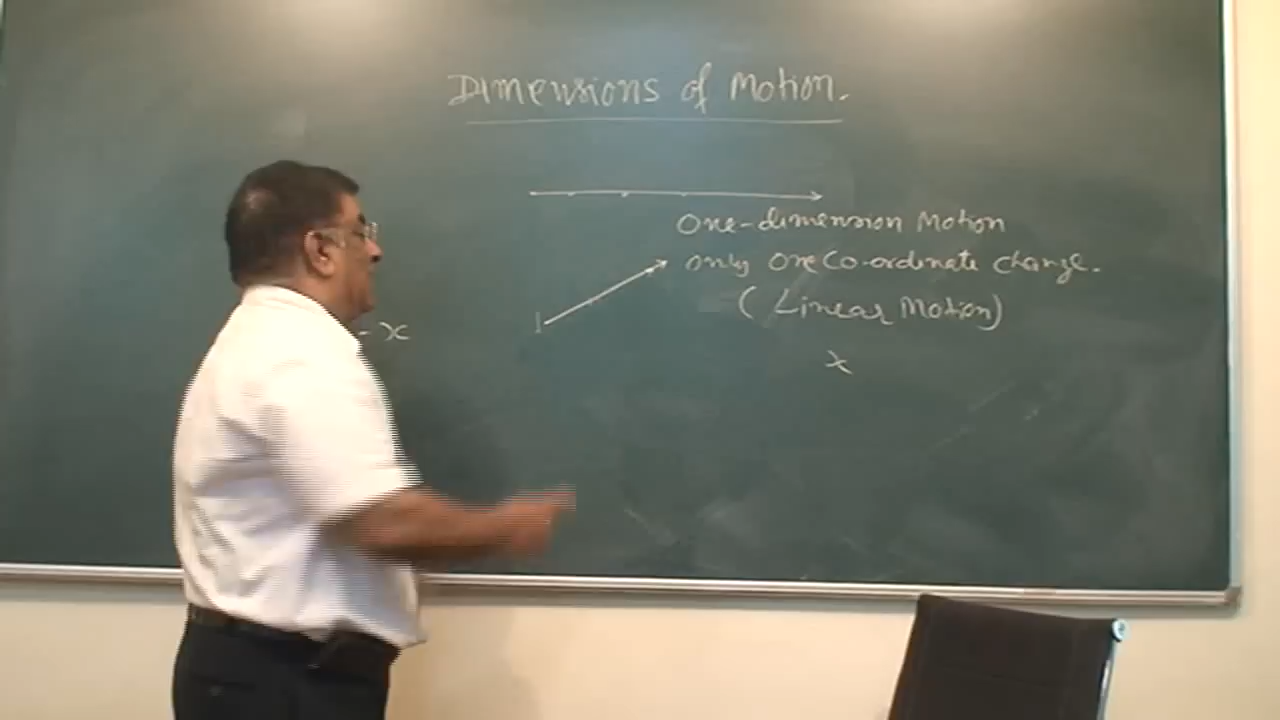 Dimensions of Motion.
One-dimension Motion
only one co-ordinate change.
(Linear Motion)
- x
x